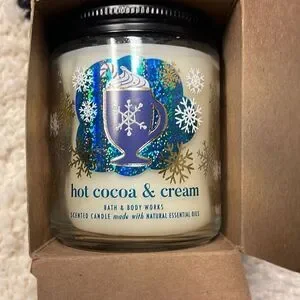 hot cocoa & cream
BATH & BODY WORKS
SCENTED CANDLE made with NATURAL ESSENTIAL OILS